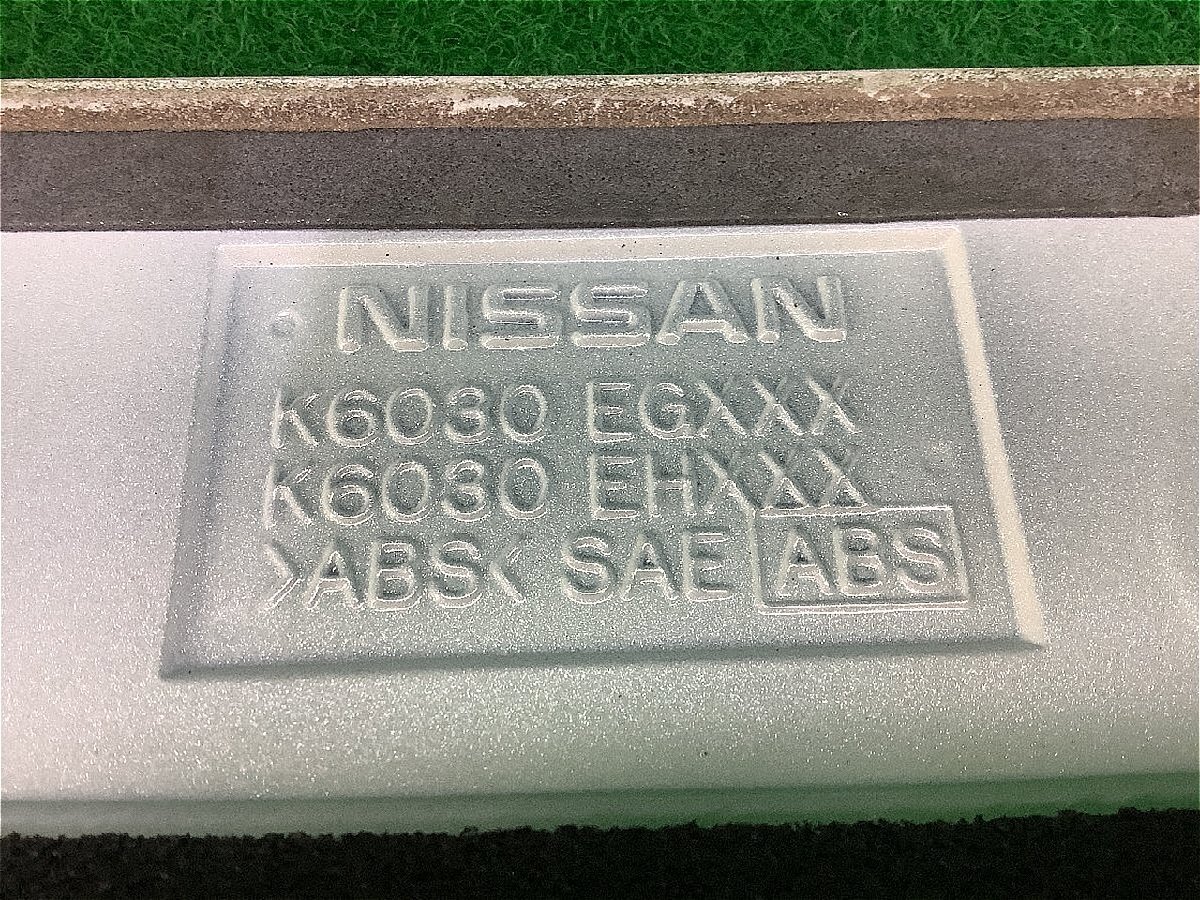 NISSAN
K6030 EGXXX
K6030 EHXXX
>ABS< SAE ABS